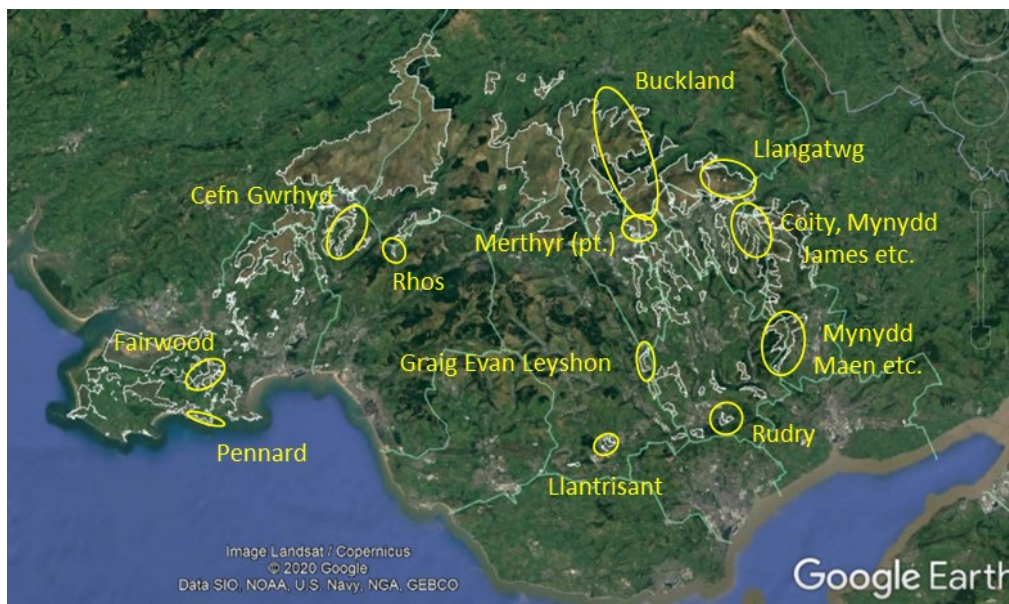 Buckland
Llangatwg
Cefn Gwrhyd
Coity, Mynydd
James etc.
Merthyr (pt.)
Rhos
Fairwood
Mynydd
Maen etc.
Graig Evan Leyshon
Pennard
Rudry
Llantrisant
Image Landsat / Copernicus
© 2020 Google
Data SIO, NOAA, U.S. Navy, NGA, GEBCO
Google Earth